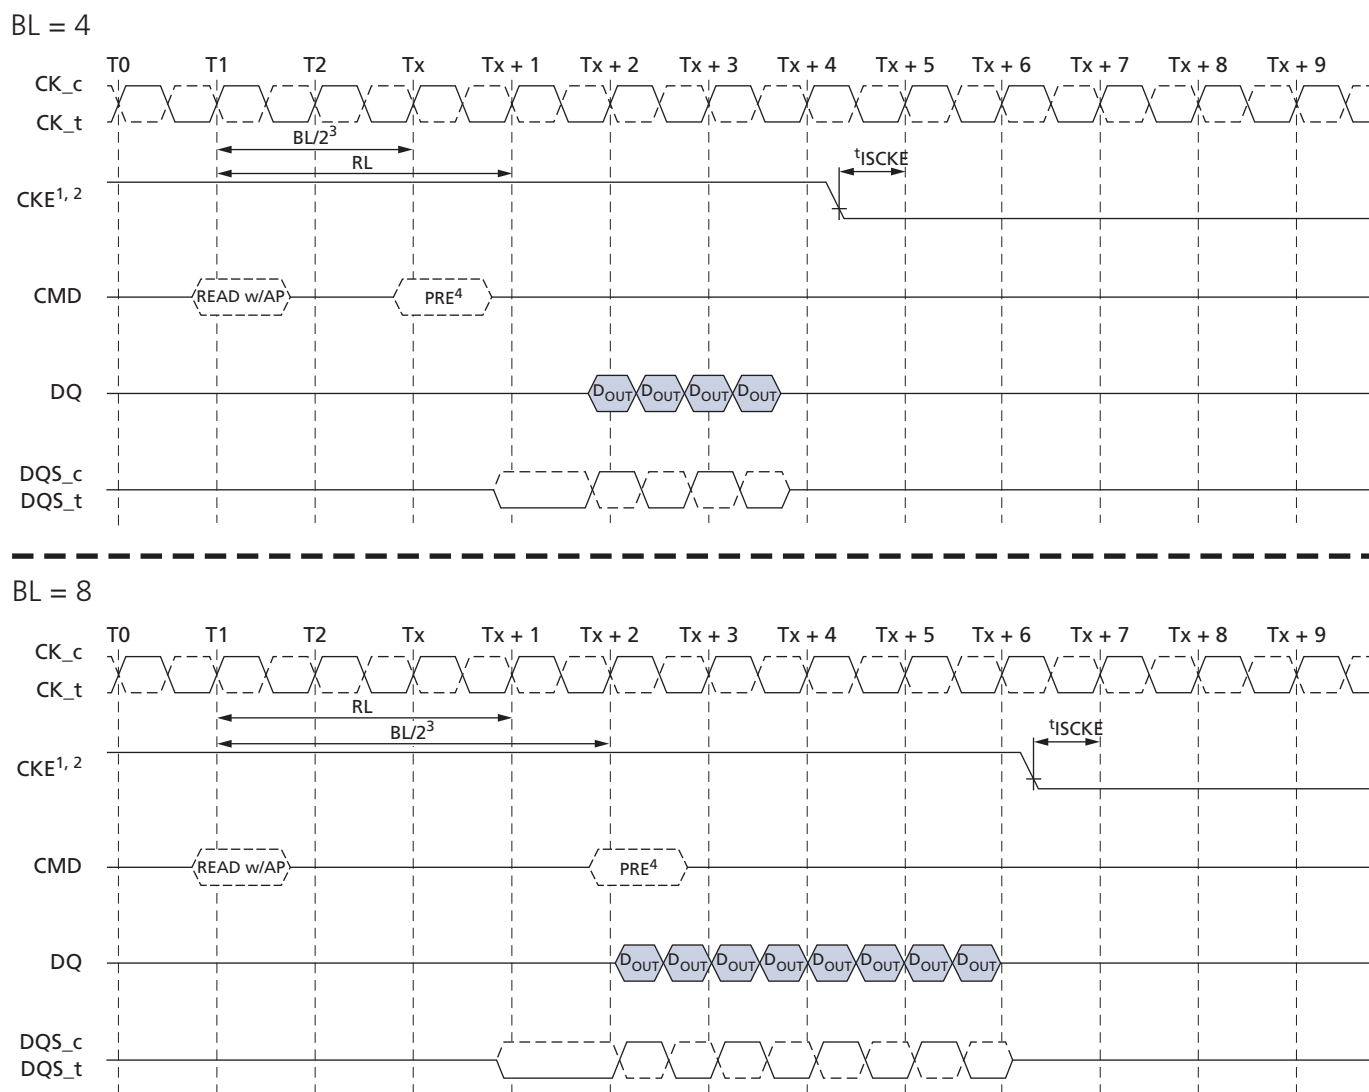 BL = 4
T0 T1 T2 Tx Tx + 1 Tx + 2 Tx + 3 Tx + 4 Tx + 5 Tx + 6 Tx + 7 Tx + 8 Tx + 9
CK_c
CK_t
BL/2³
RL
tISCKE
CKE1, 2
CMD READ w/AP PRE⁴
DQ DOUT DOUT DOUT DOUT
DQS_c
DQS_t
BL = 8
T0 T1 T2 Tx Tx + 1 Tx + 2 Tx + 3 Tx + 4 Tx + 5 Tx + 6 Tx + 7 Tx + 8 Tx + 9
CK_c
CK_t
RL
BL/2³
tISCKE
CKE1, 2
CMD READ w/AP PRE⁴
DQ DOUT DOUT DOUT DOUT DOUT DOUT DOUT DOUT
DQS_c
DQS_t